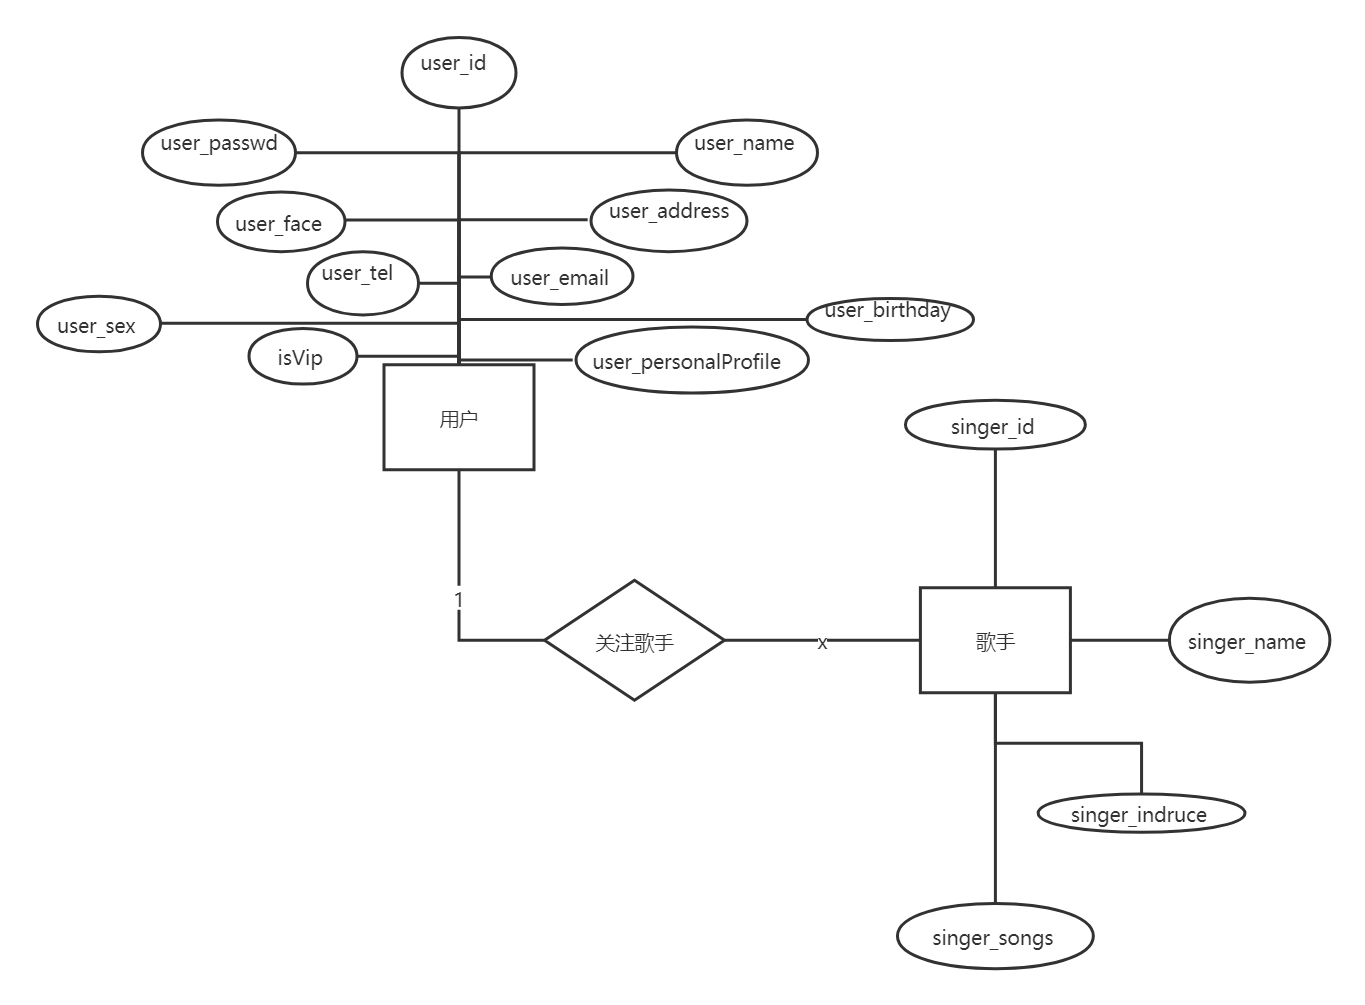 user_id
user_passwd
user_name
user_face
user_address
user_tel
user_email
user_sex
user_birthday
isVip
user_personalProfile
用户
singer_id
1
关注歌手
x
歌手
singer_name
singer_indruce
singer_songs